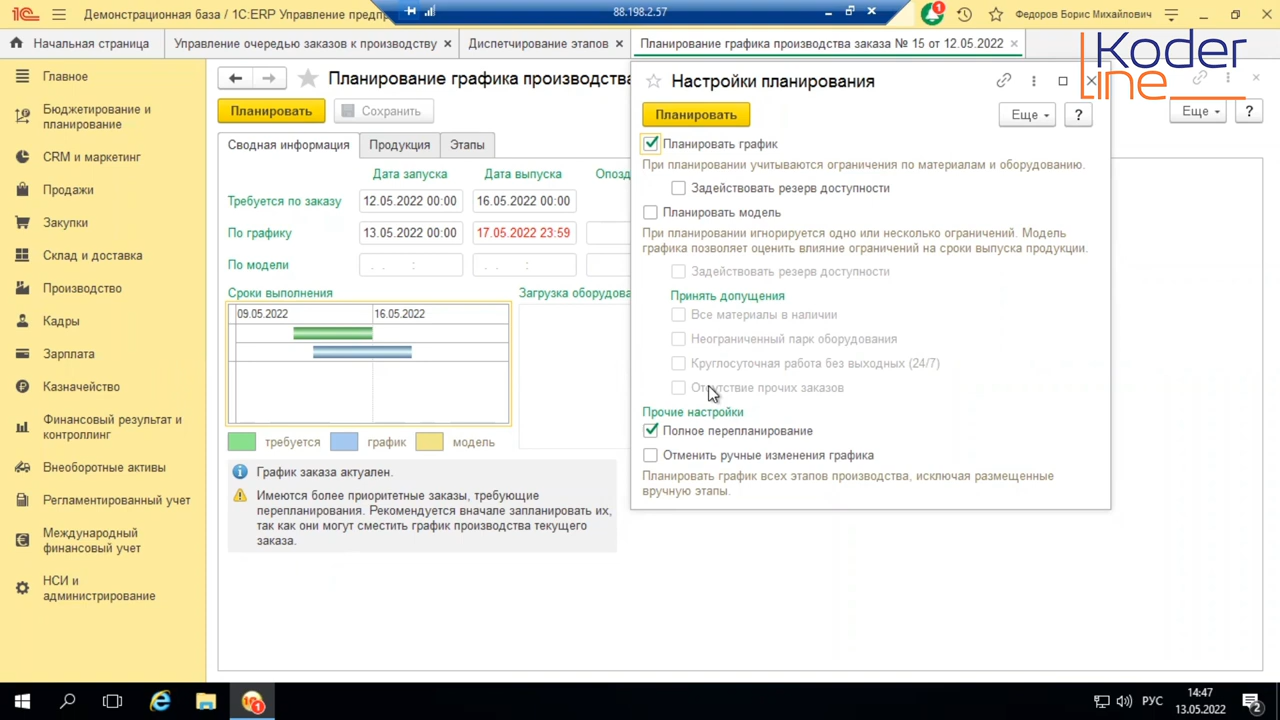 1С Демонстрационная база / 1С:ERP Управление предпр
88.198.2.57
1
Федоров Борис Михайлович
Начальная страница
Управление очередью заказов к производству ×
Диспетирование этапов ×
Планирование графика производства заказа № 15 от 12.05.2022 ×
Koder
line
Главное
Бюджетирование и
планирование
CRM и маркетинг
Продажи
Закупки
Склад и доставка
Производство
Кадры
Зарплата
Казначейство
Финансовый результат и
контроллинг
Внеоборотные активы
Регламентированный учет
Международный
финансовый учет
НСИ и
администрирование
Планирование графика производства
Планировать
Сохранить
Еще
?
Сводная информация
Продукция
Этапы
Дата запуска
Дата выпуска
Опозд
Требуется по заказу
12.05.2022 00:00
16.05.2022 00:00
По графику
13.05.2022 00:00
17.05.2022 23:59
По модели
. . :
. . :
Сроки выполнения
Загрузка оборудова
09.05.2022
16.05.2022
требуется
график
модель
График заказа актуален.
Имеются более приоритетные заказы, требующие
перепланирования. Рекомендуется вначале запланировать их,
так как они могут сместить график производства текущего
заказа.
Настройки планирования
Планировать
Еще
?
Планировать график
При планировании учитываются ограничения по материалам и оборудованию.
Задействовать резерв доступности
Планировать модель
При планировании игнорируется одно или несколько ограничений. Модель
графика позволяет оценить влияние ограничений на сроки выпуска продукции.
Задействовать резерв доступности
Принять допущения
Все материалы в наличии
Неограниченный парк оборудования
Круглосуточная работа без выходных (24/7)
Отсутствие прочих заказов
Прочие настройки
Полное перепланирование
Отменить ручные изменения графика
Планировать график всех этапов производства, исключая размещенные
вручную этапы.
1
РУС
14:47
13.05.2022
2